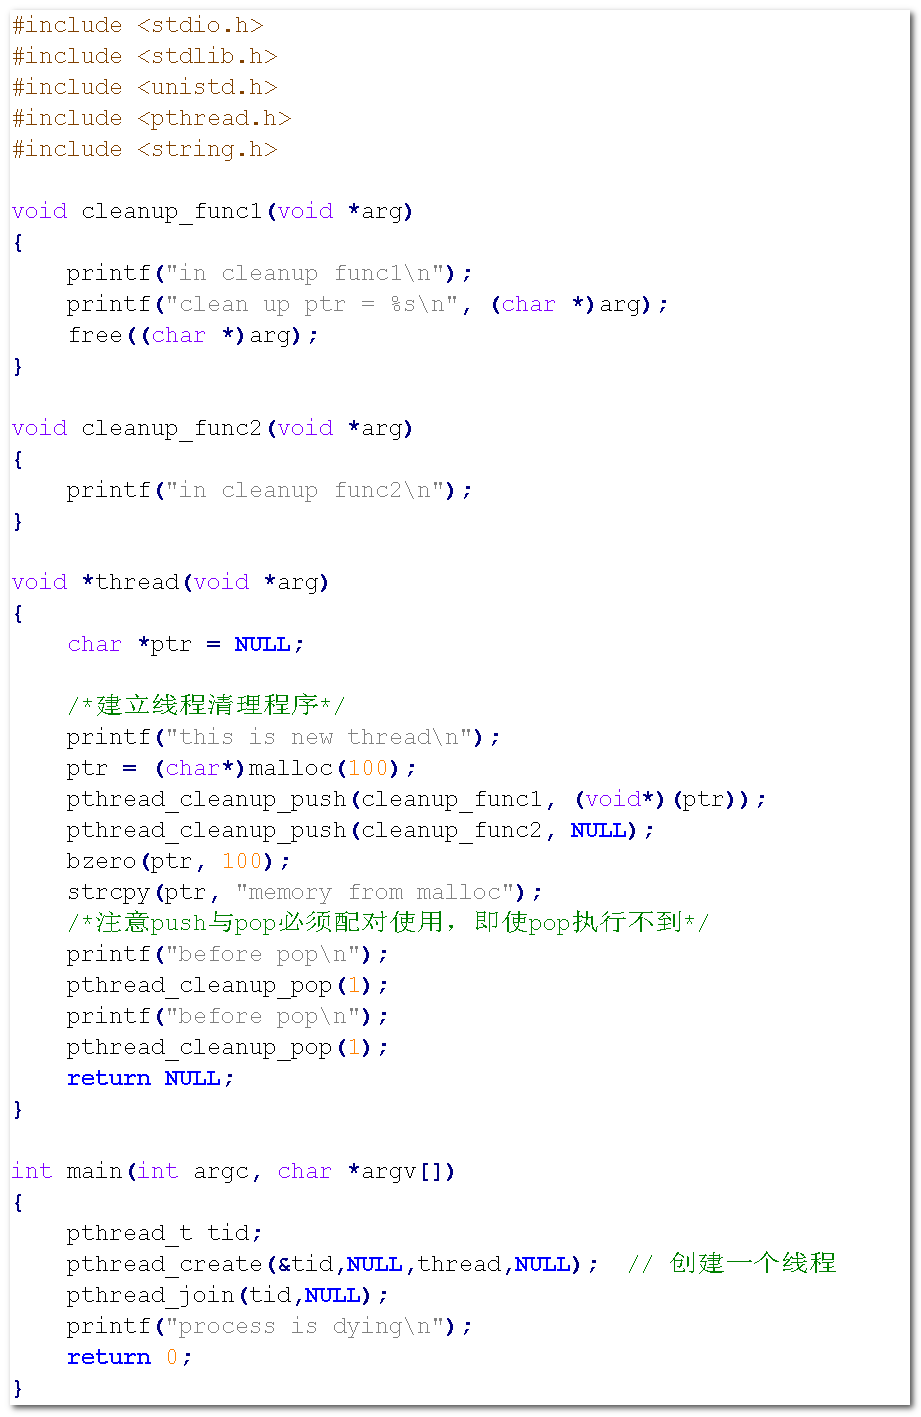 #include <stdio.h>
#include <stdlib.h>
#include <unistd.h>
#include <pthread.h>
#include <string.h>

void cleanup_func1(void *arg)
{
    printf("in cleanup func1\n");
    printf("clean up ptr = %s\n", (char *)arg);
    free((char *)arg);
}

void cleanup_func2(void *arg)
{
    printf("in cleanup func2\n");
}

void *thread(void *arg)
{
    char *ptr = NULL;

    /*建立线程清理程序*/
    printf("this is new thread\n");
    ptr = (char*)malloc(100);
    pthread_cleanup_push(cleanup_func1, (void*)(ptr));
    pthread_cleanup_push(cleanup_func2, NULL);
    bzero(ptr, 100);
    strcpy(ptr, "memory from malloc");
    /*注意push与pop必须配对使用，即使pop执行不到*/
    printf("before pop\n");
    pthread_cleanup_pop(1);
    printf("before pop\n");
    pthread_cleanup_pop(1);
    return NULL;
}

int main(int argc, char *argv[])
{
    pthread_t tid;
    pthread_create(&tid,NULL,thread,NULL);  // 创建一个线程
    pthread_join(tid,NULL);
    printf("process is dying\n");
    return 0;
}